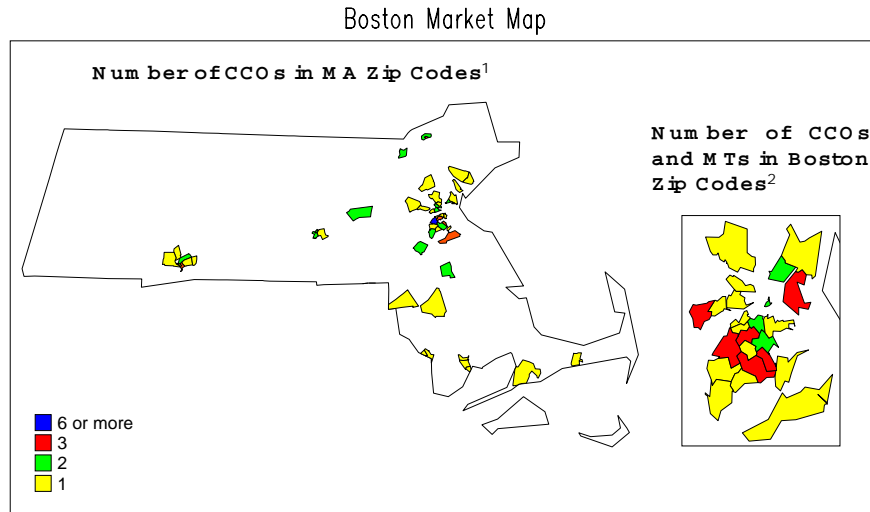 Boston Market Map
Number of CCOs in MA Zip Codes¹
Number of CCOs
and MTs in Boston
Zip Codes²
6 or more
3
2
1